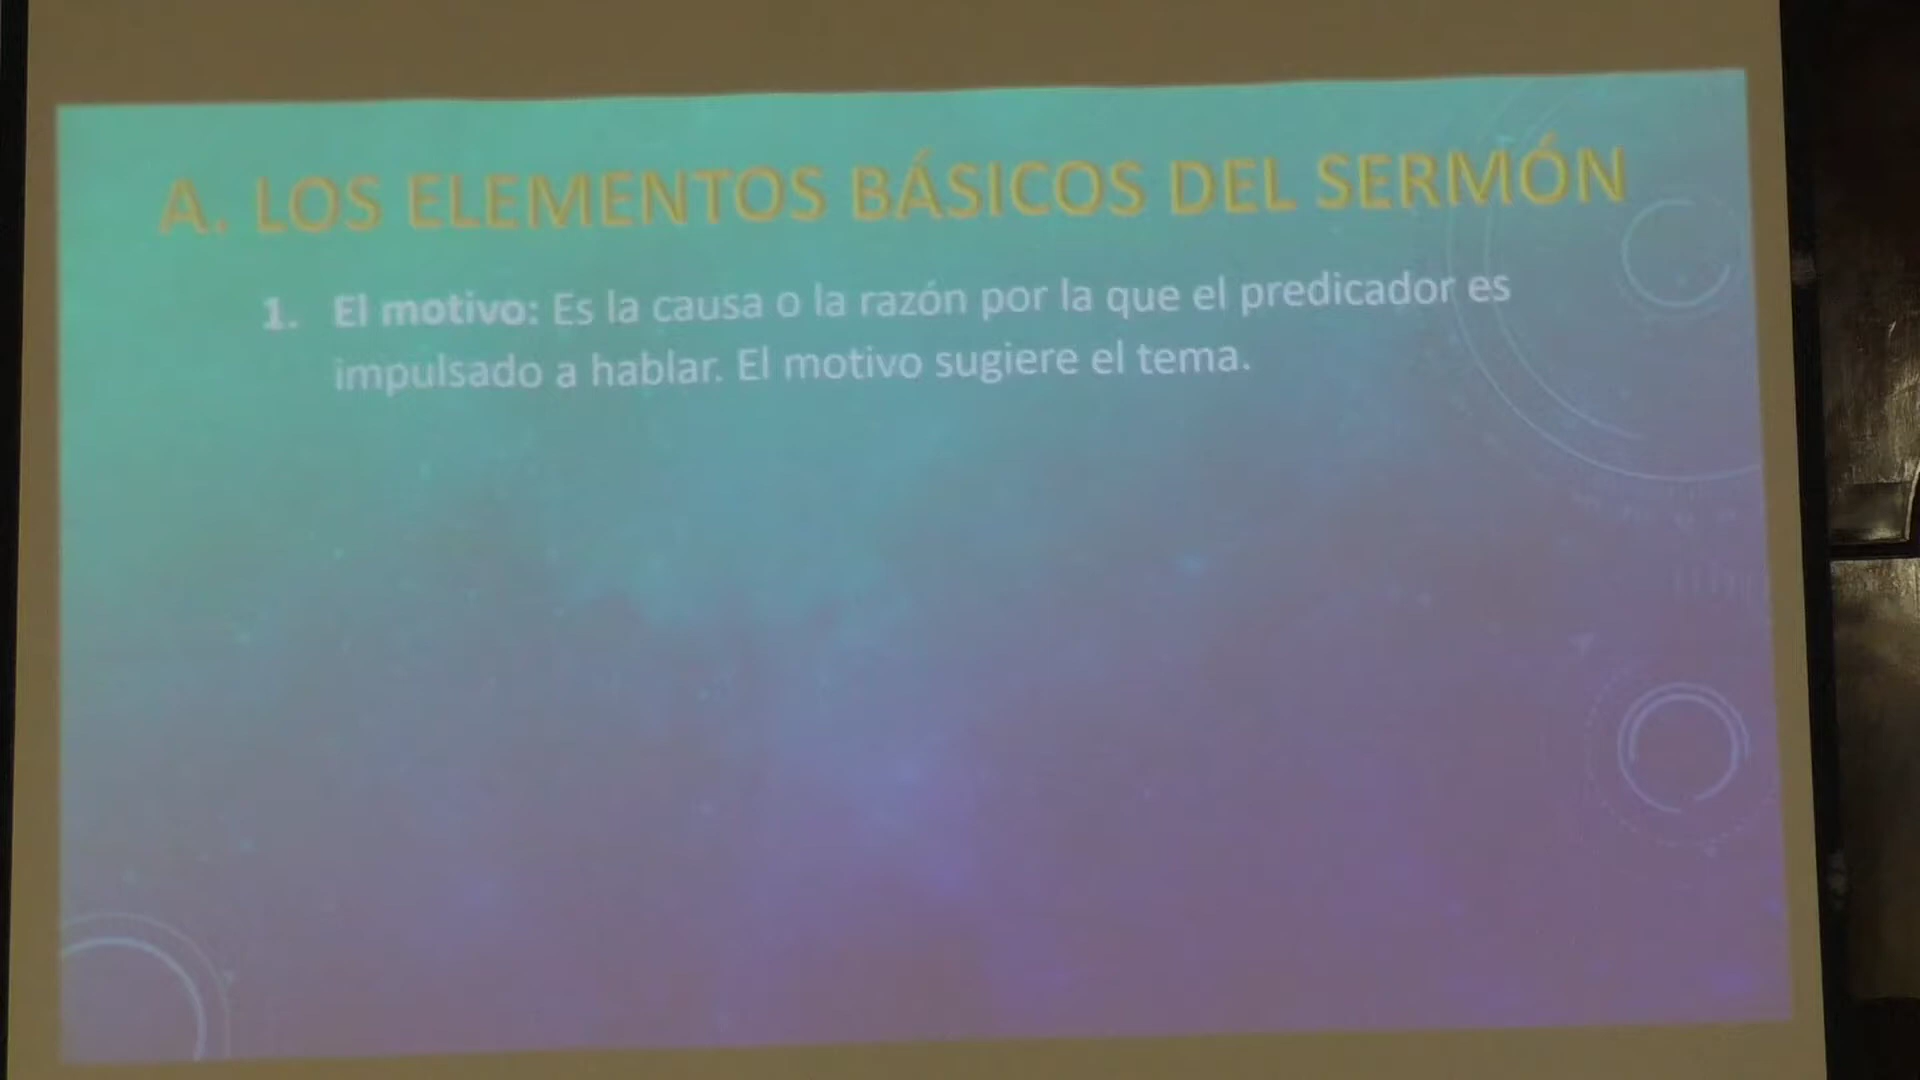 A. LOS ELEMENTOS BÁSICOS DEL SERMÓN
1. El motivo: Es la causa o la razón por la que el predicador es
impulsado a hablar. El motivo sugiere el tema.